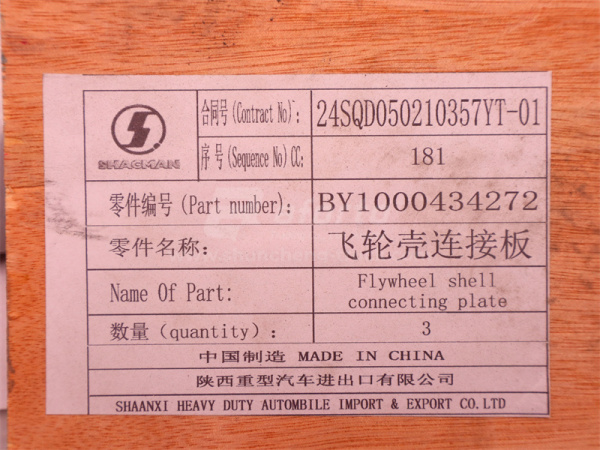 合同号(Contract No): 24SQD050210357YT-01
SHACMAN
序号(Sequence No)CC: 181
零件编号(Part number): BY1000434272
零件名称: 飞轮壳连接板
Name Of Part: Flywheel shell
connecting plate
数量(quantity): 3
中国制造 MADE IN CHINA
陕西重型汽车进出口有限公司
SHAANXI HEAVY DUTY AUTOMBILE IMPORT & EXPORT CO.LTD